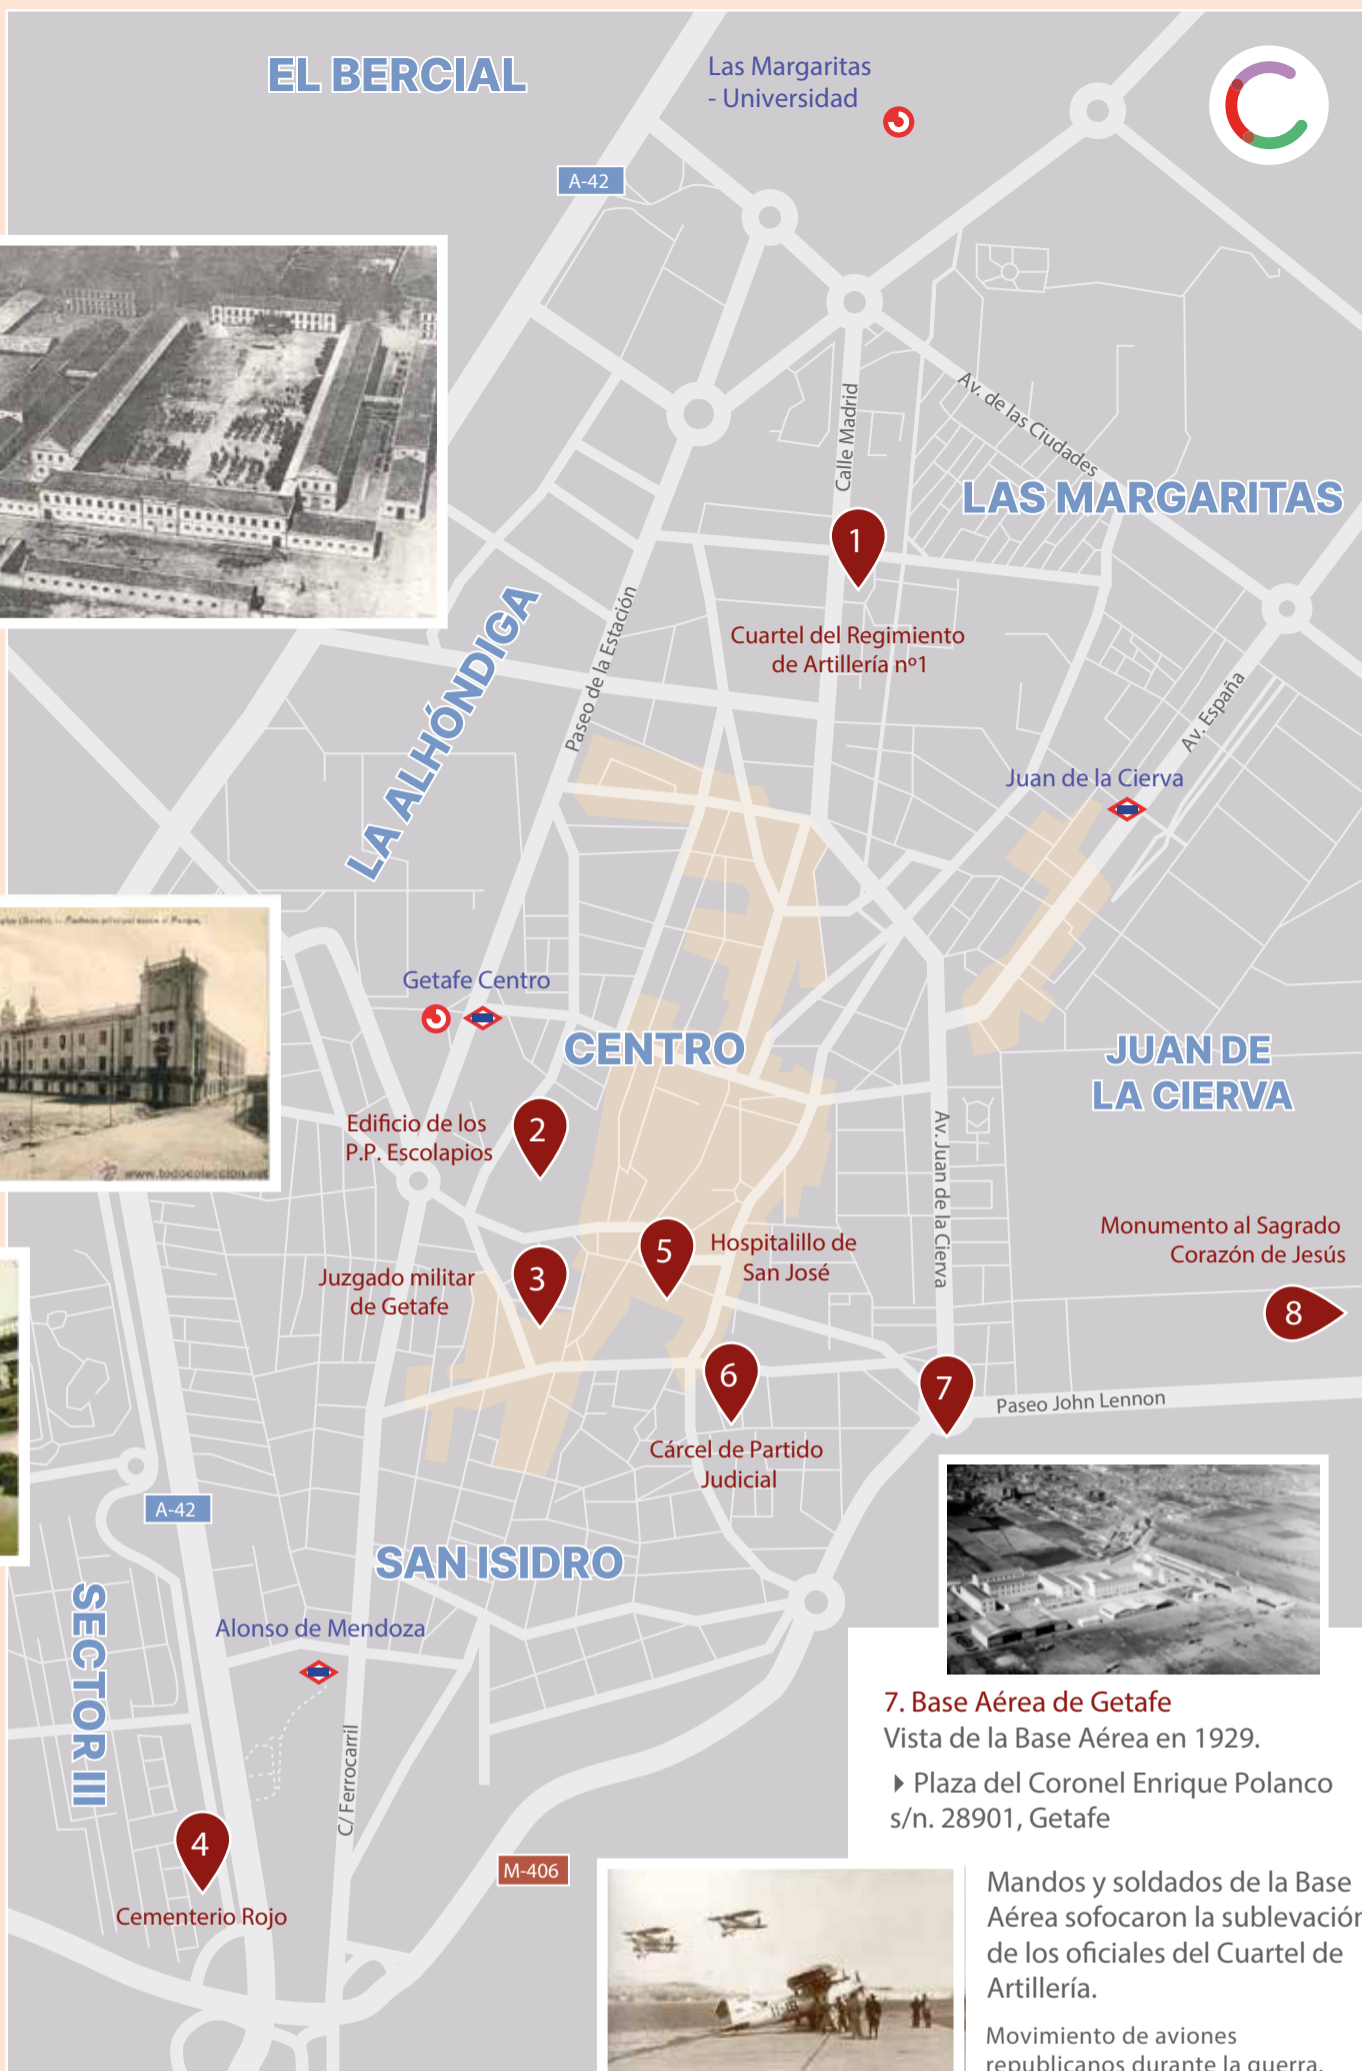 EL BERCIAL
Las Margaritas
- Universidad
A-42
Calle Madrid
Av. de las Ciudades
LAS MARGARITAS
1
Cuartel del Regimiento
de Artillería nº1
LA ALHÓNDIGA
Paseo de la Estación
Av. España
Juan de la Cierva
Getafe Centro
CENTRO
JUAN DE
LA CIERVA
Edificio de los
P.P. Escolapios
2
www.todocoleccion.net
Av. Juan de la Cierva
Monumento al Sagrado
Corazón de Jesús
8
Juzgado militar
de Getafe
3
5
Hospitalillo de
San José
6
7
Paseo John Lennon
Cárcel de Partido
Judicial
A-42
SAN ISIDRO
SECTOR III
Alonso de Mendoza
C/ Ferrocarril
4
Cementerio Rojo
M-406
7. Base Aérea de Getafe
Vista de la Base Aérea en 1929.
Plaza del Coronel Enrique Polanco
s/n. 28901, Getafe
Mandos y soldados de la Base
Aérea sofocaron la sublevación
de los oficiales del Cuartel de
Artillería.
Movimiento de aviones
republicanos durante la guerra.